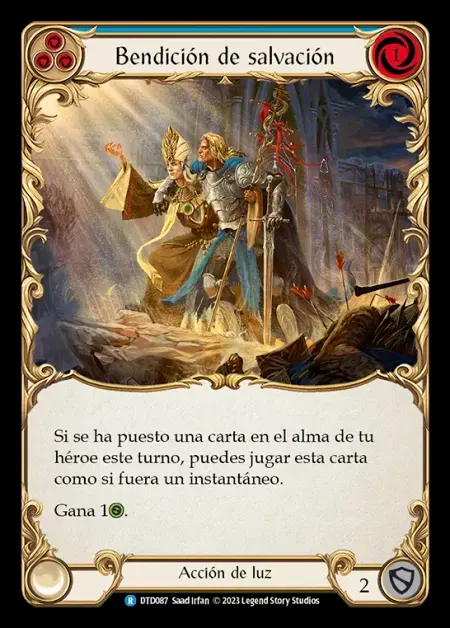 Bendición de salvación
I
Si se ha puesto una carta en el alma de tu
héroe este turno, puedes jugar esta carta
como si fuera un instantáneo.
Gana 1.
Acción de luz
2
R DTD087 Saad Irfan © 2023 Legend Story Studios